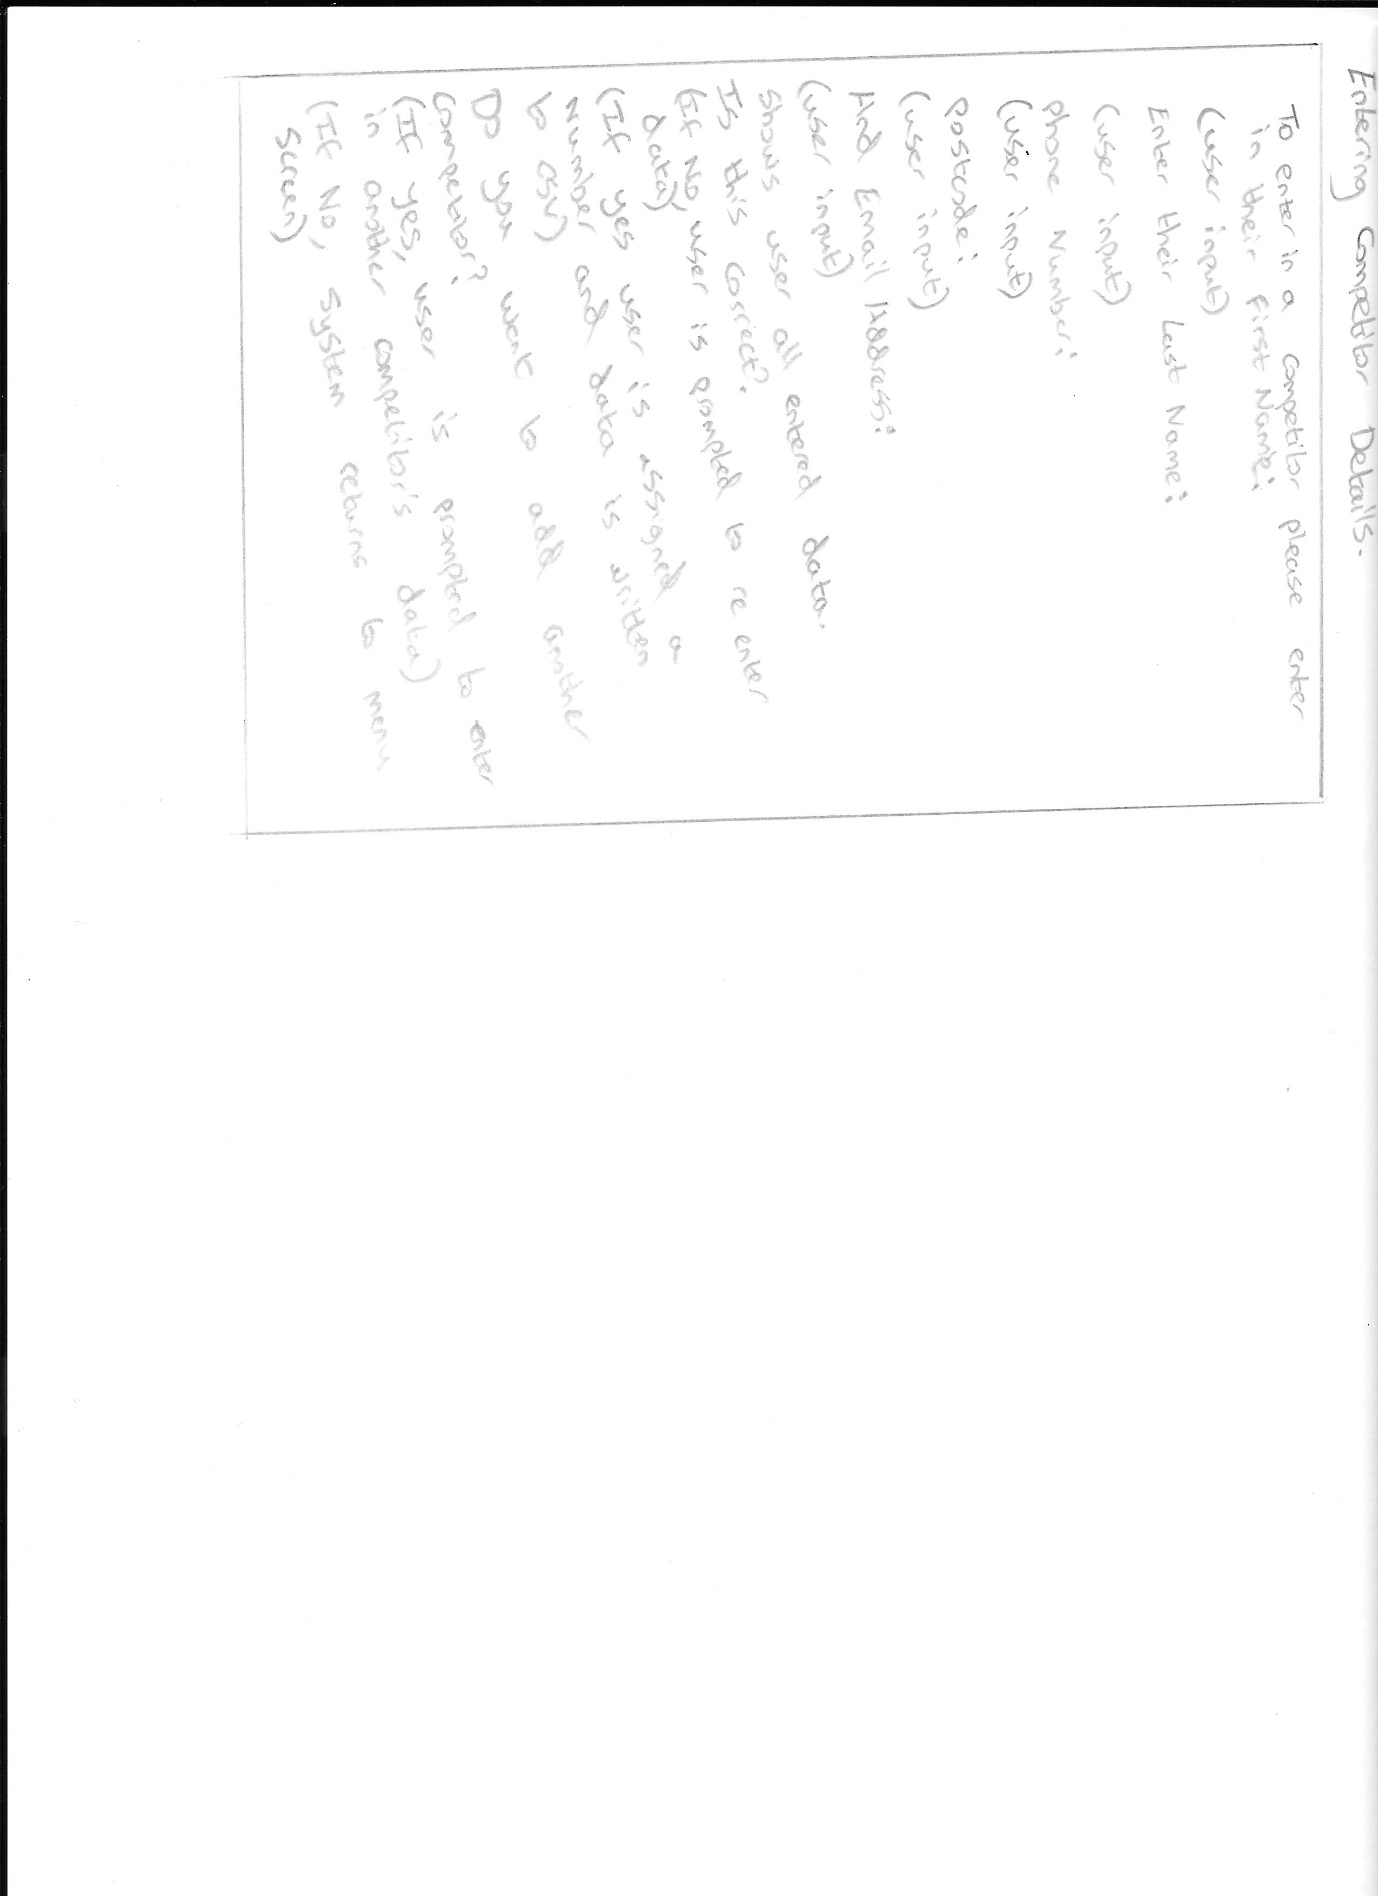 Entering Competitor Details.
To enter in a competitor please enter
in their First Name:
(user input)
Enter their Last Name:
(user input)
Phone Number:
(user input)
Postcode:
(user input)
And Email Address:
(user input)
Shows user all entered data.
Is this correct?
(If No, user is prompted to re enter
data)
(If yes user is assigned a
number and data is written
to csv)
Do you want to add another
Competitor?
(If yes, user is prompted to enter
in another competitor's data)
(If No, system returns to menu
screen)